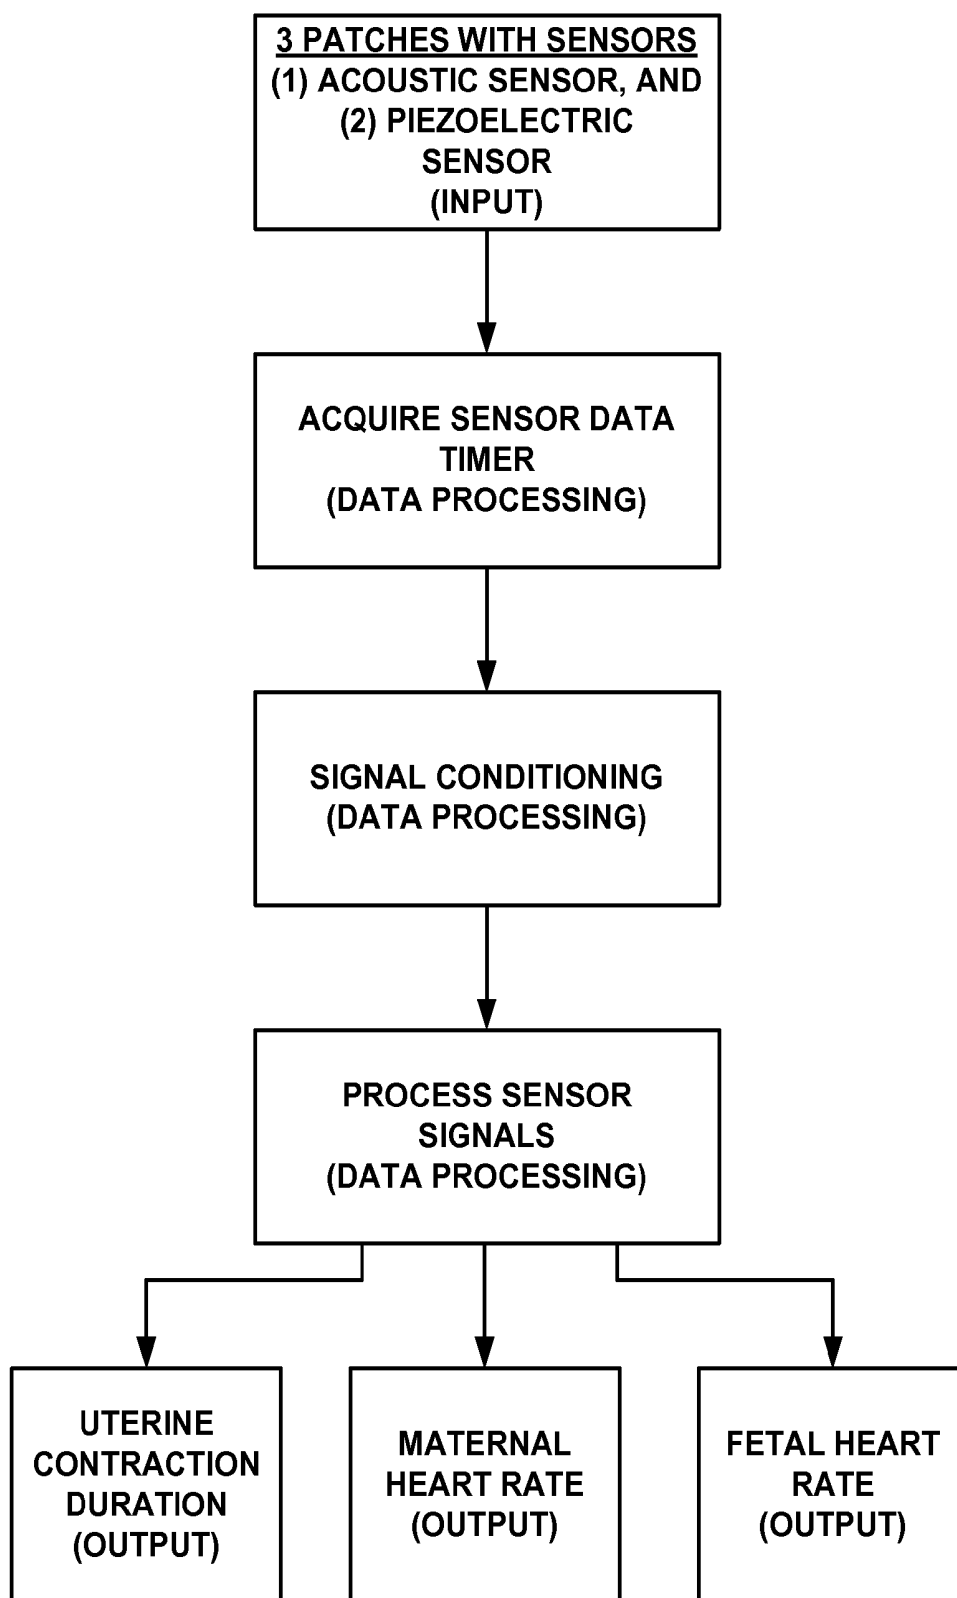 3 PATCHES WITH SENSORS
(1) ACOUSTIC SENSOR, AND
(2) PIEZOELECTRIC
SENSOR
(INPUT)
ACQUIRE SENSOR DATA
TIMER
(DATA PROCESSING)
SIGNAL CONDITIONING
(DATA PROCESSING)
PROCESS SENSOR
SIGNALS
(DATA PROCESSING)
UTERINE
CONTRACTION
DURATION
(OUTPUT)
MATERNAL
HEART RATE
(OUTPUT)
FETAL HEART
RATE
(OUTPUT)